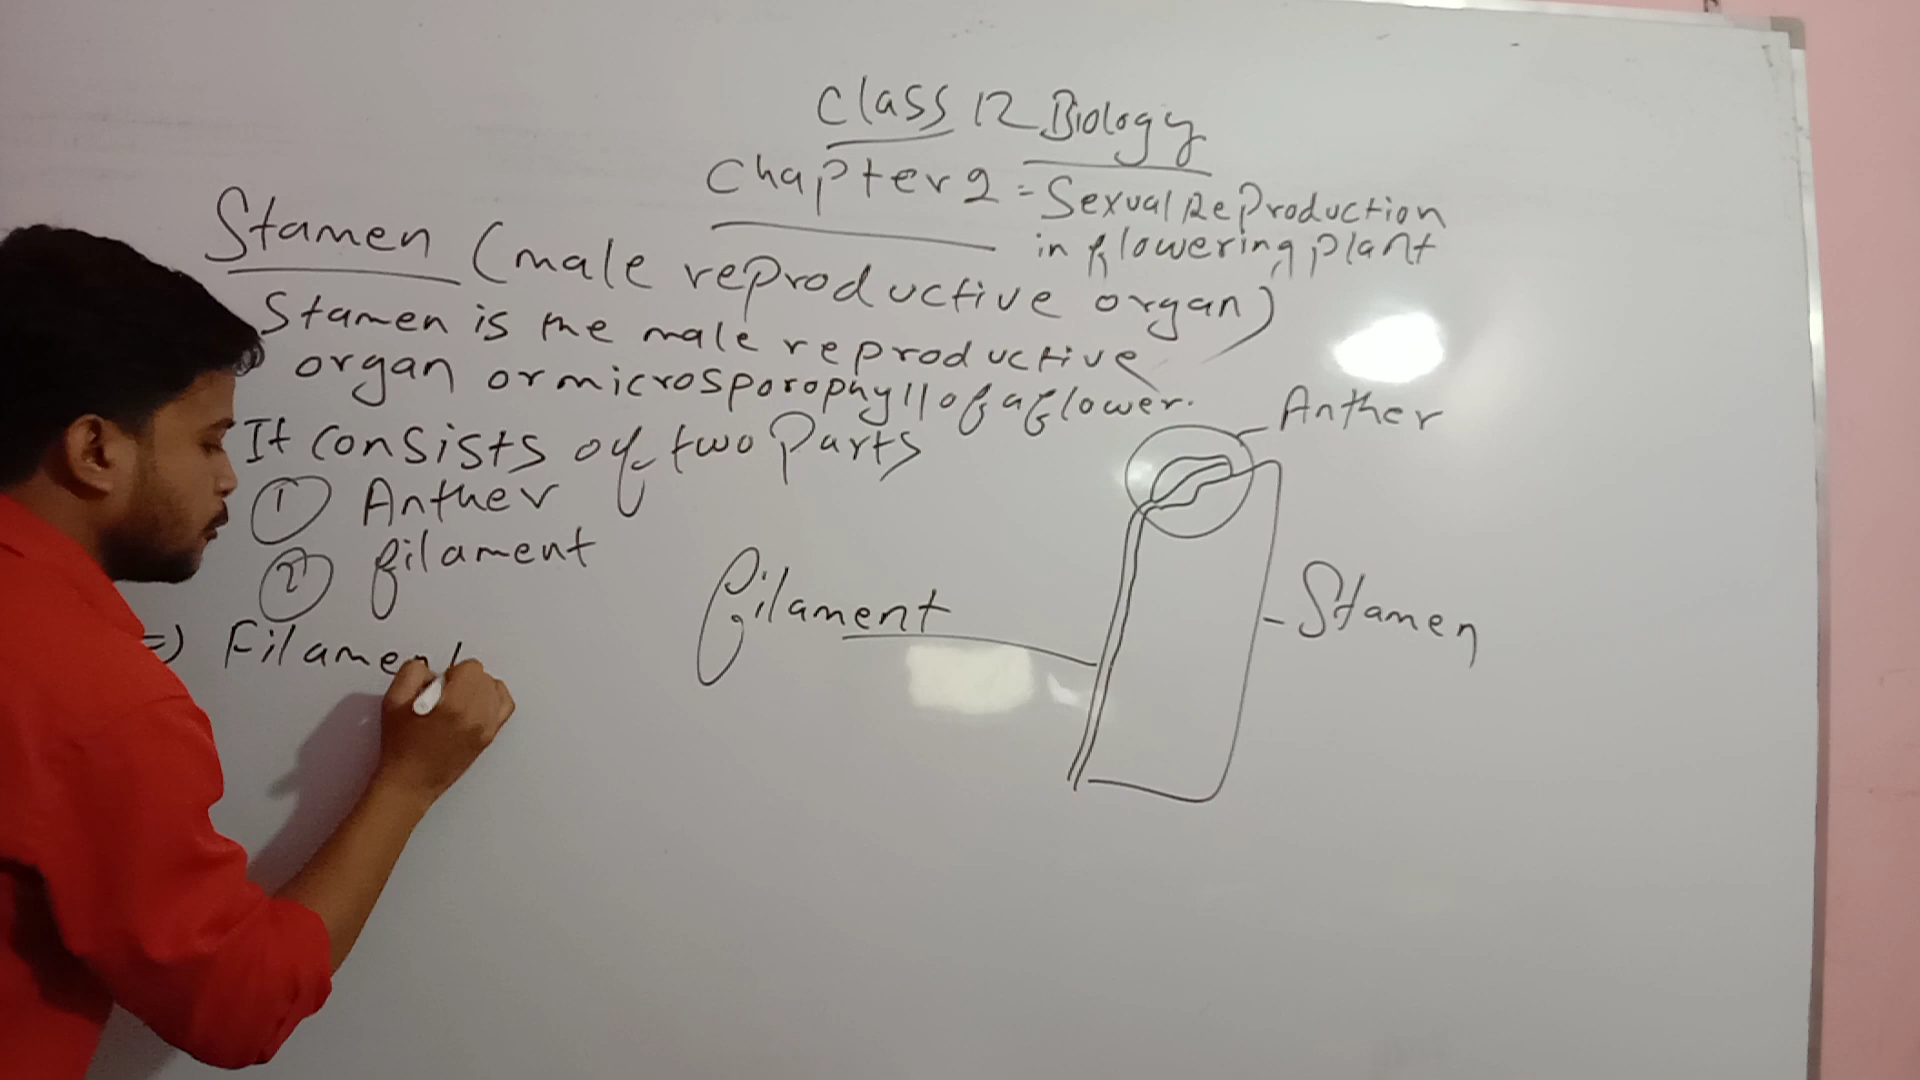 Class 12 Biology
Chapter 2 = Sexual Reproduction
in flowering plant
Stamen (male reproductive organ)
Stamen is the male reproductive
organ or microsporophyll of a flower.
It consists of two Parts
① Anther
② filament
=) Filament
Anther
filament
Stamen